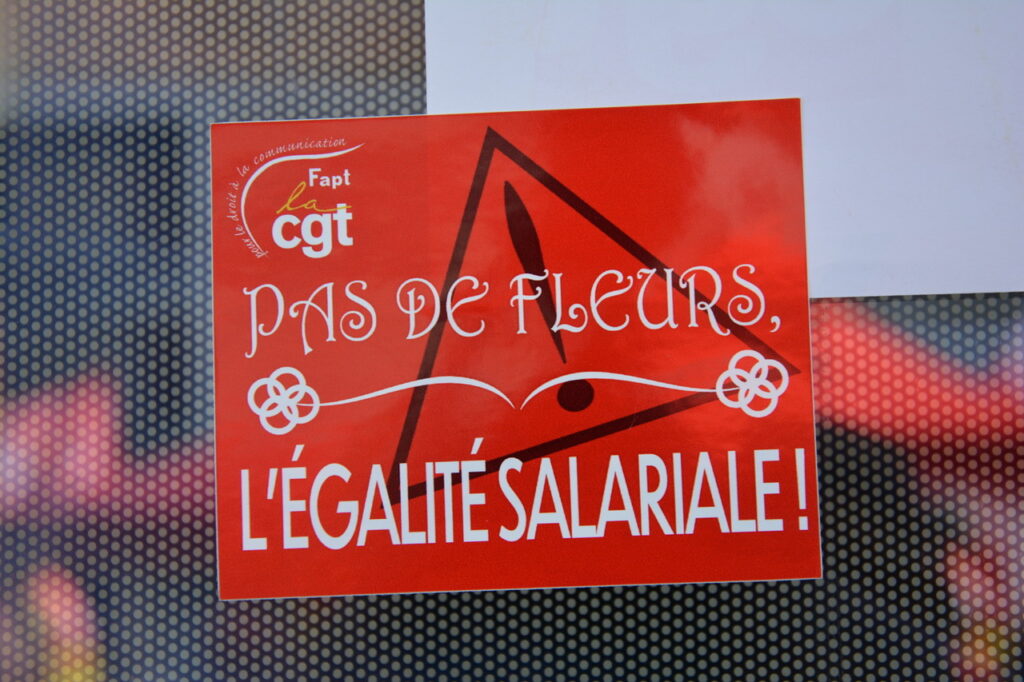 pour le droit à la communication
Fapt
la
cgt
PAS DE FLEURS,
L'ÉGALITÉ SALARIALE !